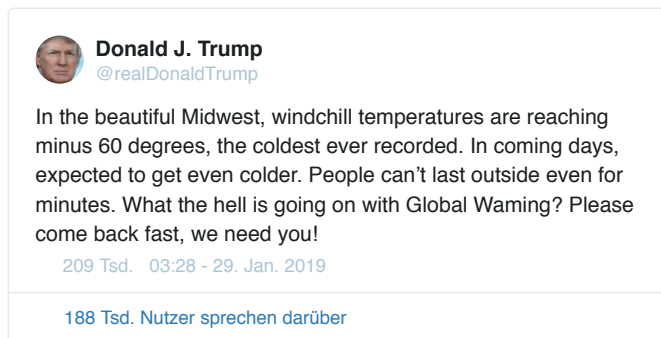 Donald J. Trump
@realDonaldTrump
In the beautiful Midwest, windchill temperatures are reaching
minus 60 degrees, the coldest ever recorded. In coming days,
expected to get even colder. People can’t last outside even for
minutes. What the hell is going on with Global Waming? Please
come back fast, we need you!
209 Tsd. 03:28 - 29. Jan. 2019
188 Tsd. Nutzer sprechen darüber